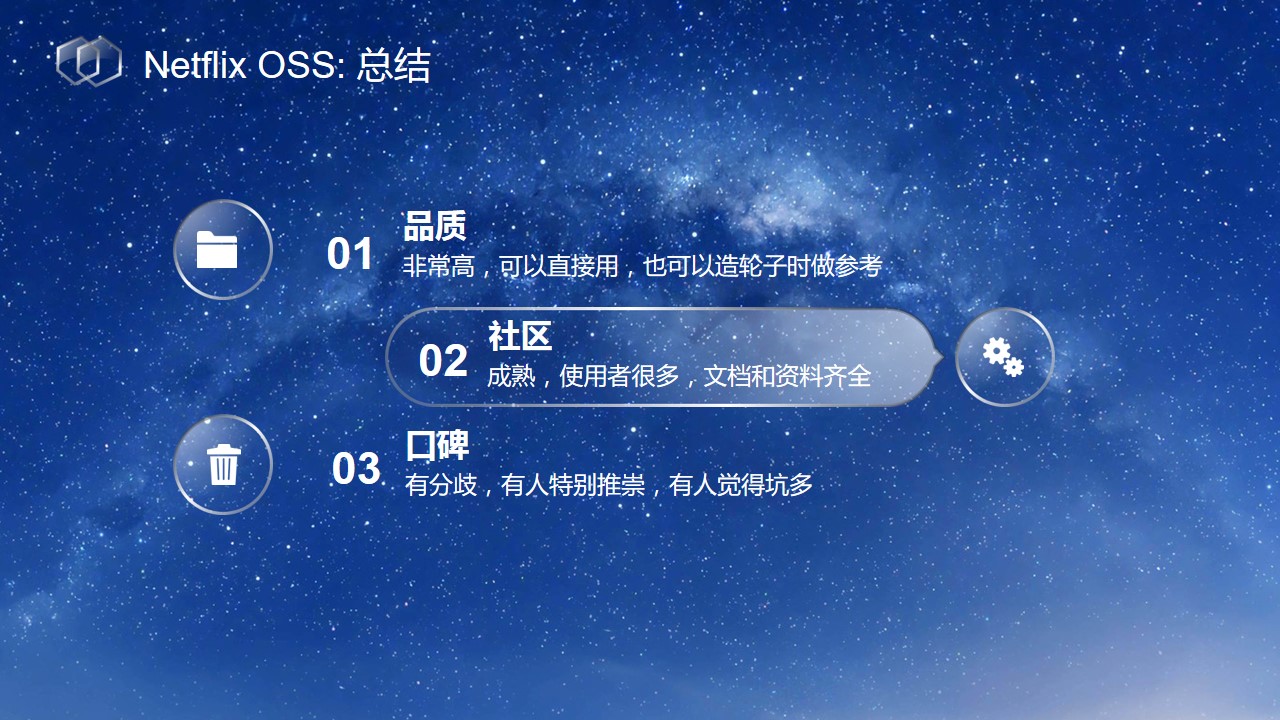 Netflix OSS: 总结
01
品质
非常高，可以直接用，也可以造轮子时做参考
02
社区
成熟，使用者很多，文档和资料齐全
03
口碑
有分歧，有人特别推崇，有人觉得坑多